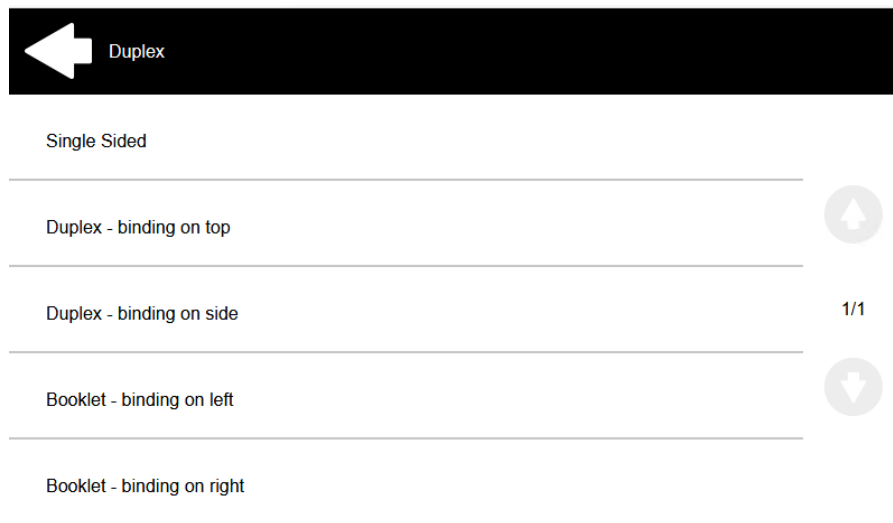 Duplex
Single Sided
Duplex - binding on top
Duplex - binding on side
1/1
Booklet - binding on left
Booklet - binding on right